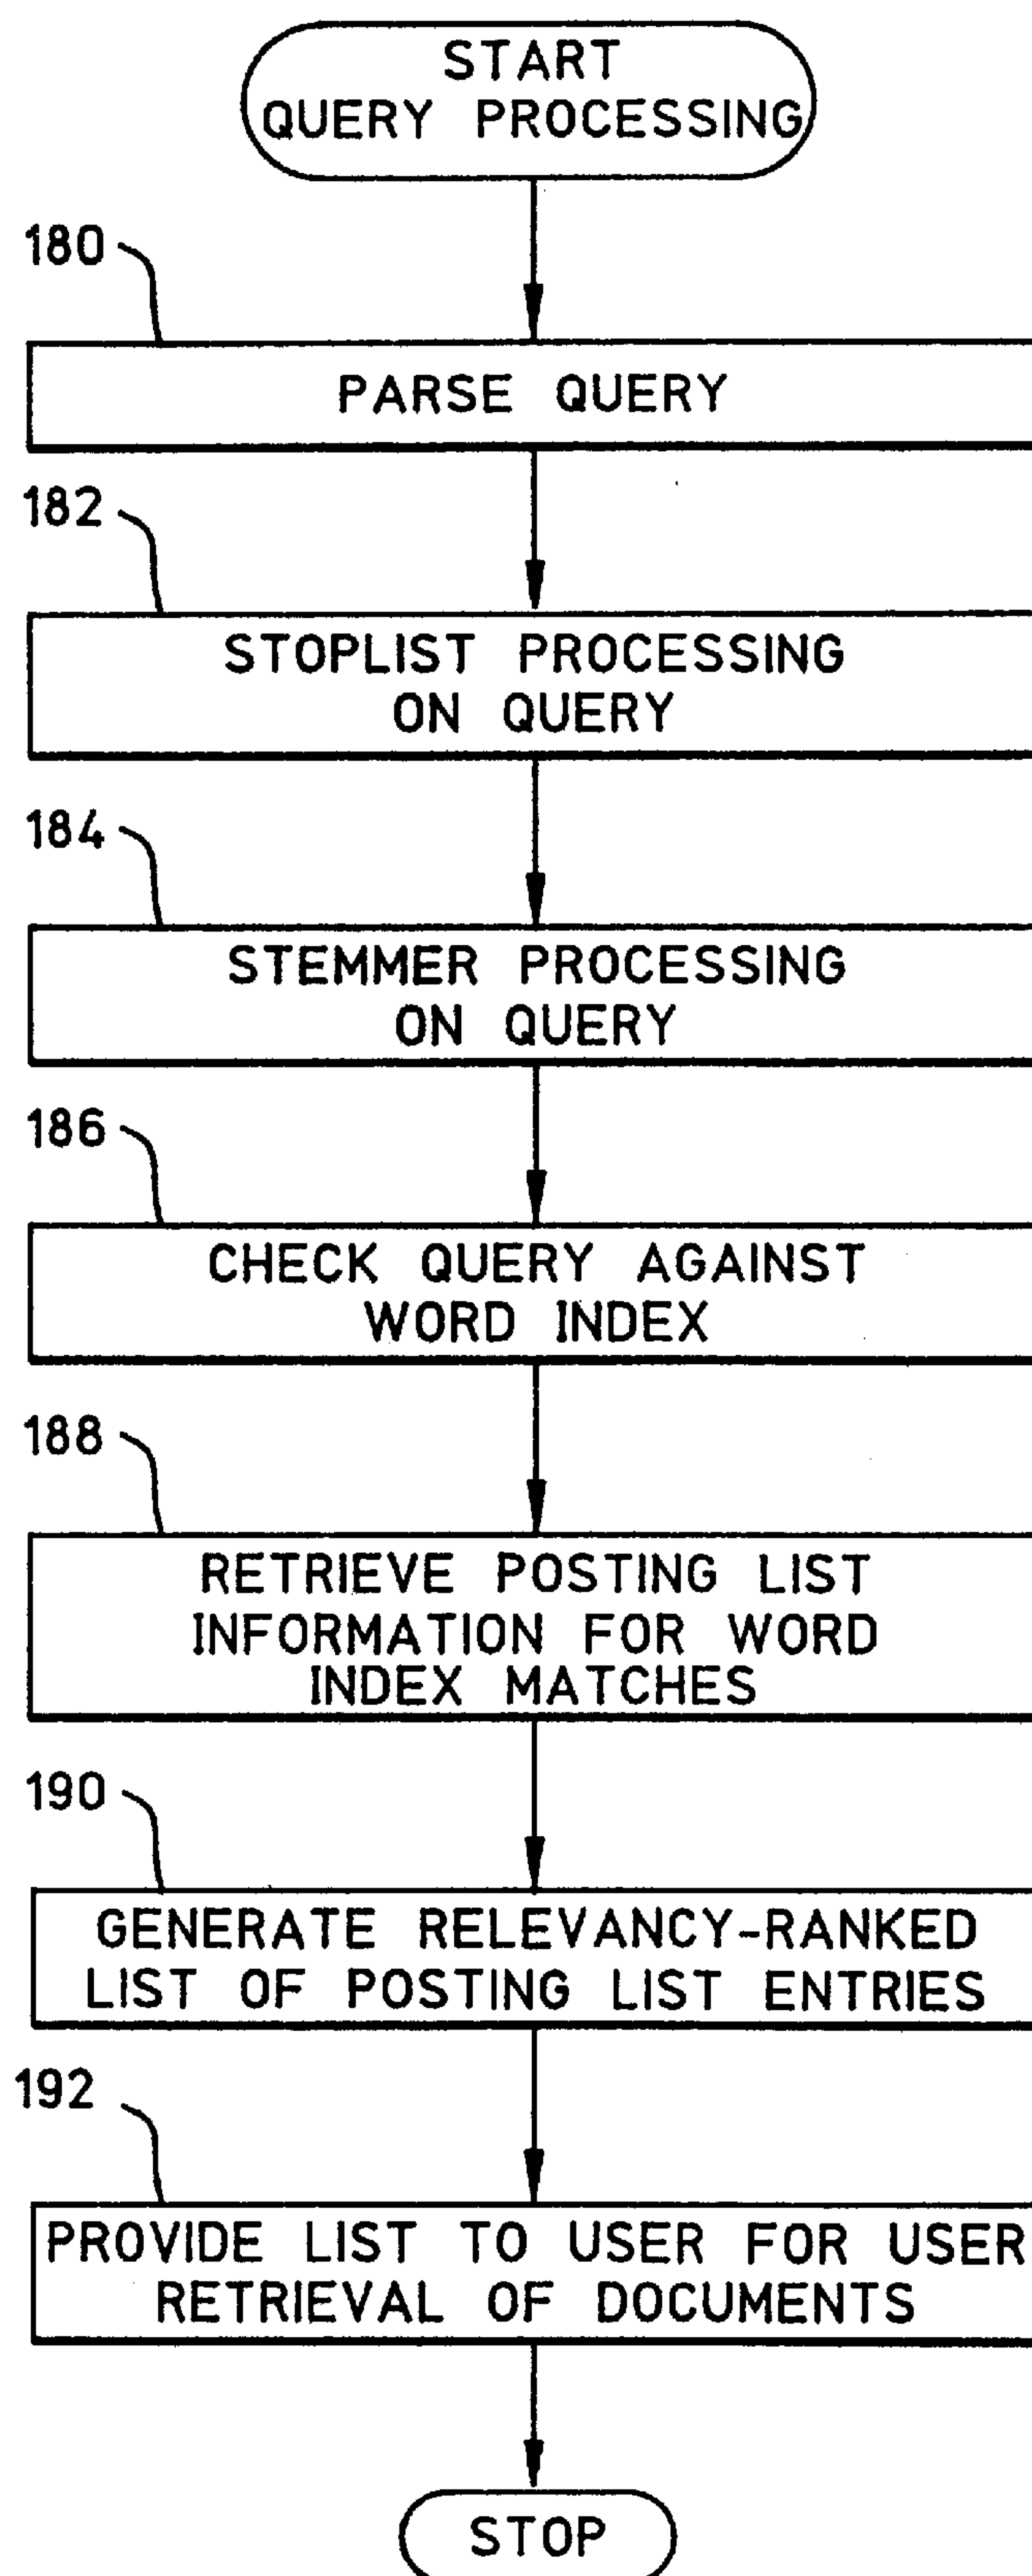 START
QUERY PROCESSING
180
PARSE QUERY
182
STOPLIST PROCESSING
ON QUERY
184
STEMMER PROCESSING
ON QUERY
186
CHECK QUERY AGAINST
WORD INDEX
188
RETRIEVE POSTING LIST
INFORMATION FOR WORD
INDEX MATCHES
190
GENERATE RELEVANCY-RANKED
LIST OF POSTING LIST ENTRIES
192
PROVIDE LIST TO USER FOR USER
RETRIEVAL OF DOCUMENTS
STOP